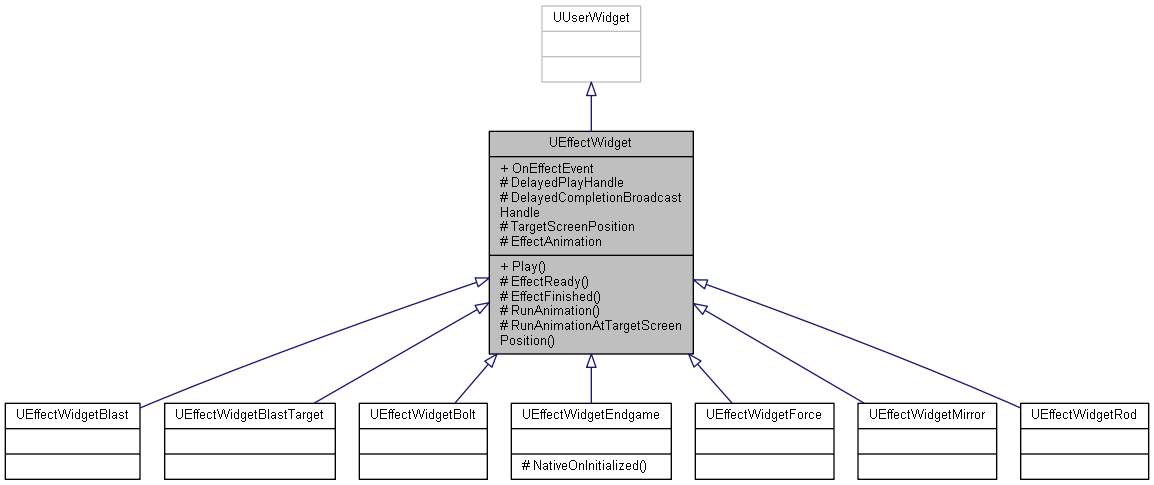 UUserWidget
UEffectWidget
+ OnEffectEvent
# DelayedPlayHandle
# DelayedCompletionBroadcast
Handle
# TargetScreenPosition
# EffectAnimation
+ Play()
# EffectReady()
# EffectFinished()
# RunAnimation()
# RunAnimationAtTargetScreen
Position()
UEffectWidgetBlast
UEffectWidgetBlastTarget
UEffectWidgetBolt
UEffectWidgetEndgame
# NativeOnInitialized()
UEffectWidgetForce
UEffectWidgetMirror
UEffectWidgetRod